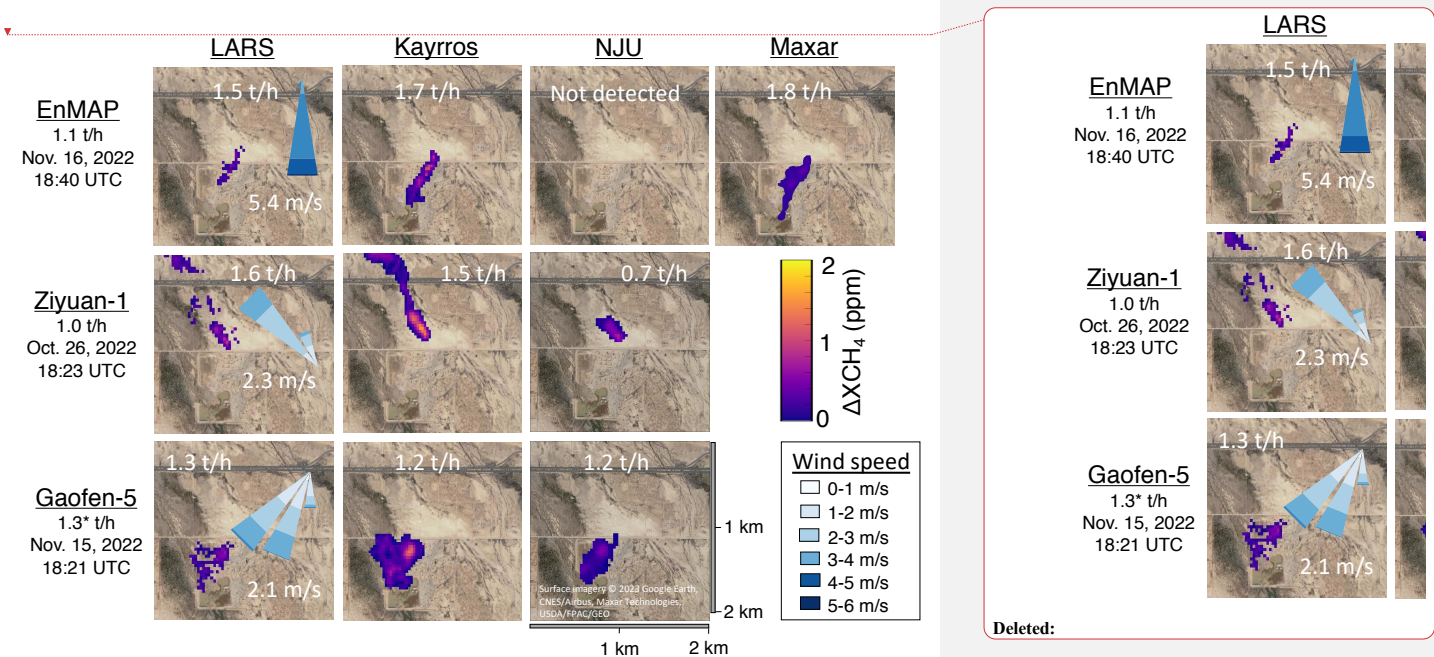 LARS Kayrros NJU Maxar
EnMAP
1.1 t/h
Nov. 16, 2022
18:40 UTC
1.5 t/h
5.4 m/s
1.7 t/h
Not detected
1.8 t/h
Ziyuan-1
1.0 t/h
Oct. 26, 2022
18:23 UTC
1.6 t/h
2.3 m/s
1.5 t/h
0.7 t/h
2
1
0
ΔXCH₄ (ppm)
Gaofen-5
1.3* t/h
Nov. 15, 2022
18:21 UTC
1.3 t/h
2.1 m/s
1.2 t/h
1.2 t/h
Surface imagery © 2023 Google Earth,
CNES/Airbus, Maxar Technologies,
USDA/FPAC/GEO
1 km
2 km
1 km
2 km
Wind speed
0-1 m/s
1-2 m/s
2-3 m/s
3-4 m/s
4-5 m/s
5-6 m/s
LARS
EnMAP
1.1 t/h
Nov. 16, 2022
18:40 UTC
1.5 t/h
5.4 m/s
Ziyuan-1
1.0 t/h
Oct. 26, 2022
18:23 UTC
1.6 t/h
2.3 m/s
Gaofen-5
1.3* t/h
Nov. 15, 2022
18:21 UTC
1.3 t/h
2.1 m/s
Deleted: